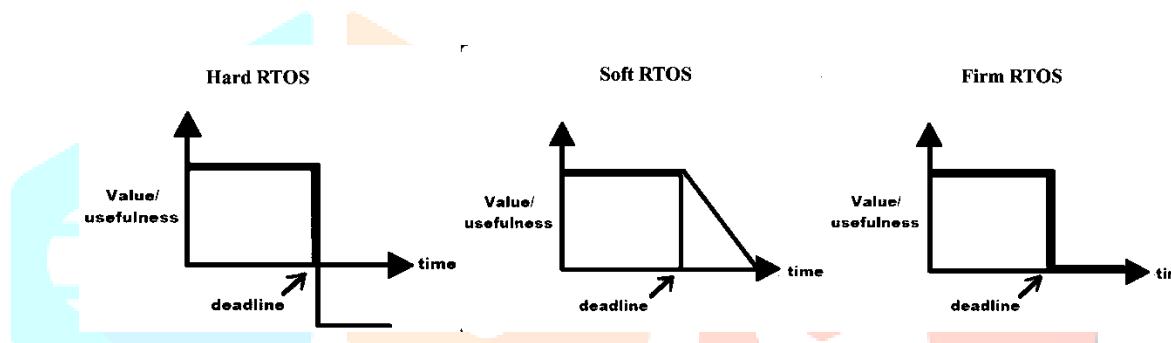 Hard RTOS
Value/
usefulness
time
deadline
Soft RTOS
Value/
usefulness
time
deadline
Firm RTOS
Value/
usefulness
deadline